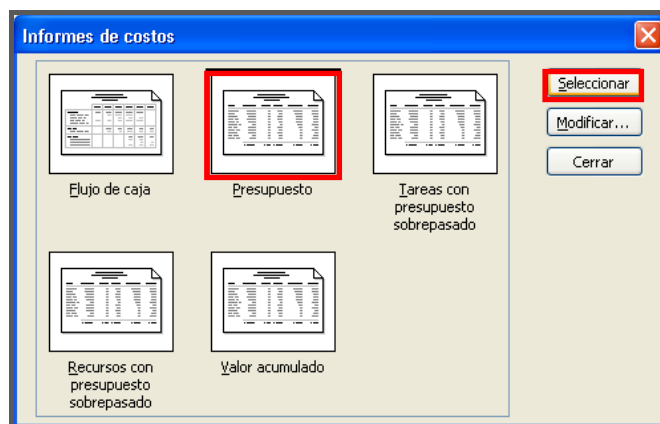 Informes de costos
Seleccionar
Modificar...
Cerrar
Flujo de caja
Presupuesto
Tareas con
presupuesto
sobrepasado
Recursos con
presupuesto
sobrepasado
Valor acumulado